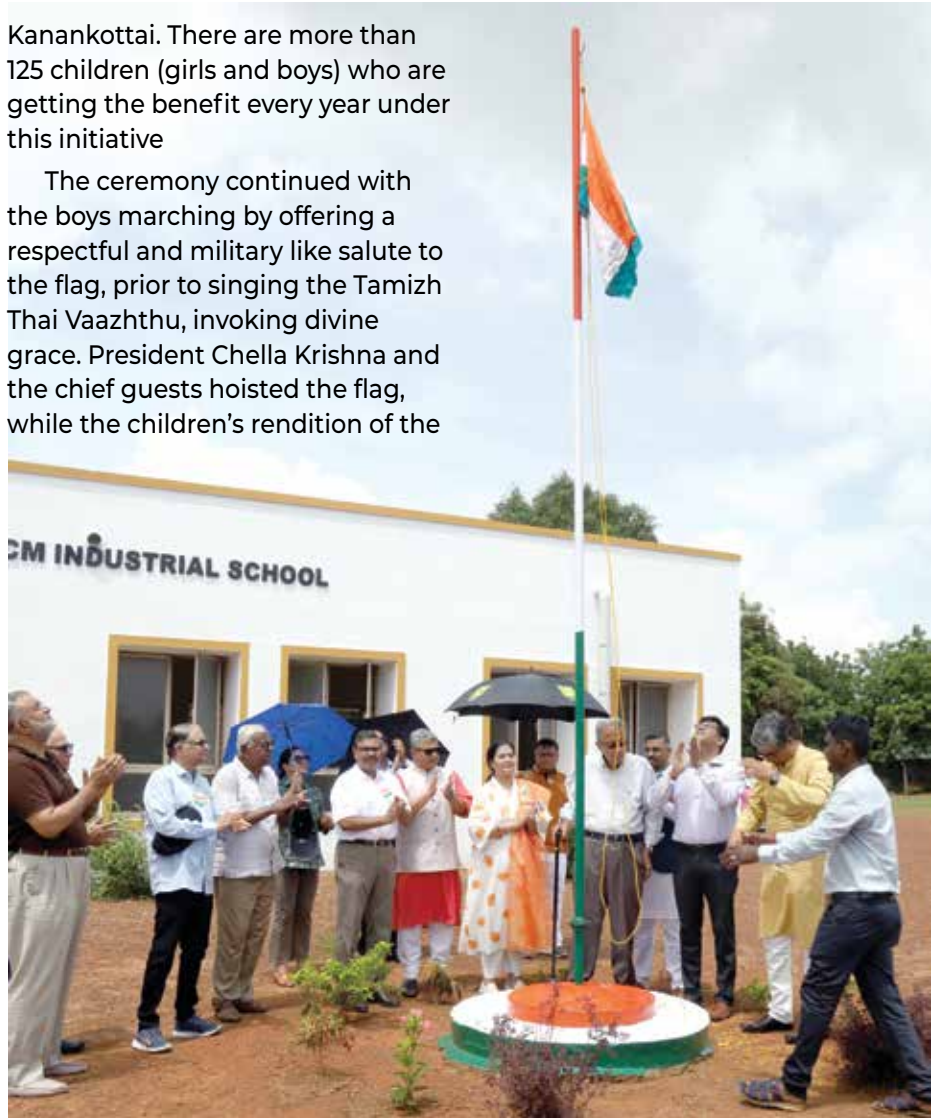 Kanankottai. There are more than
125 children (girls and boys) who are
getting the benefit every year under
this initiative
The ceremony continued with
the boys marching by offering a
respectful and military like salute to
the flag, prior to singing the Tamizh
Thai Vaazhthu, invoking divine
grace. President Chella Krishna and
the chief guests hoisted the flag,
while the children’s rendition of the
CM INDUSTRIAL SCHOOL